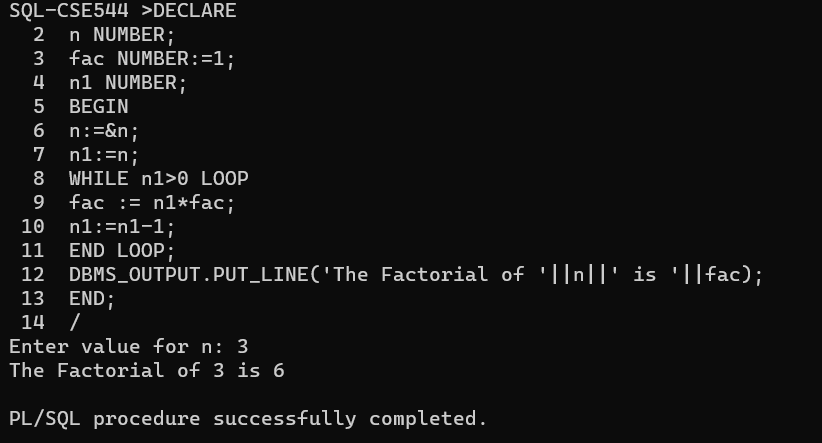 SQL-CSE544 >DECLARE
  2  n NUMBER;
  3  fac NUMBER:=1;
  4  n1 NUMBER;
  5  BEGIN
  6  n:=&n;
  7  n1:=n;
  8  WHILE n1>0 LOOP
  9  fac := n1*fac;
 10  n1:=n1-1;
 11  END LOOP;
 12  DBMS_OUTPUT.PUT_LINE('The Factorial of '||n||' is '||fac);
 13  END;
 14  /
Enter value for n: 3
The Factorial of 3 is 6

PL/SQL procedure successfully completed.